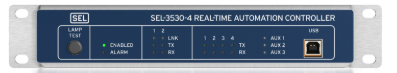 SEL SEL-3530-4 REAL-TIME AUTOMATION CONTROLLER
LAMP TEST
ENABLED
ALARM
1 2
LNK
TX
RX
1 2 3 4
TX
RX
AUX 1
AUX 2
AUX 3
USB